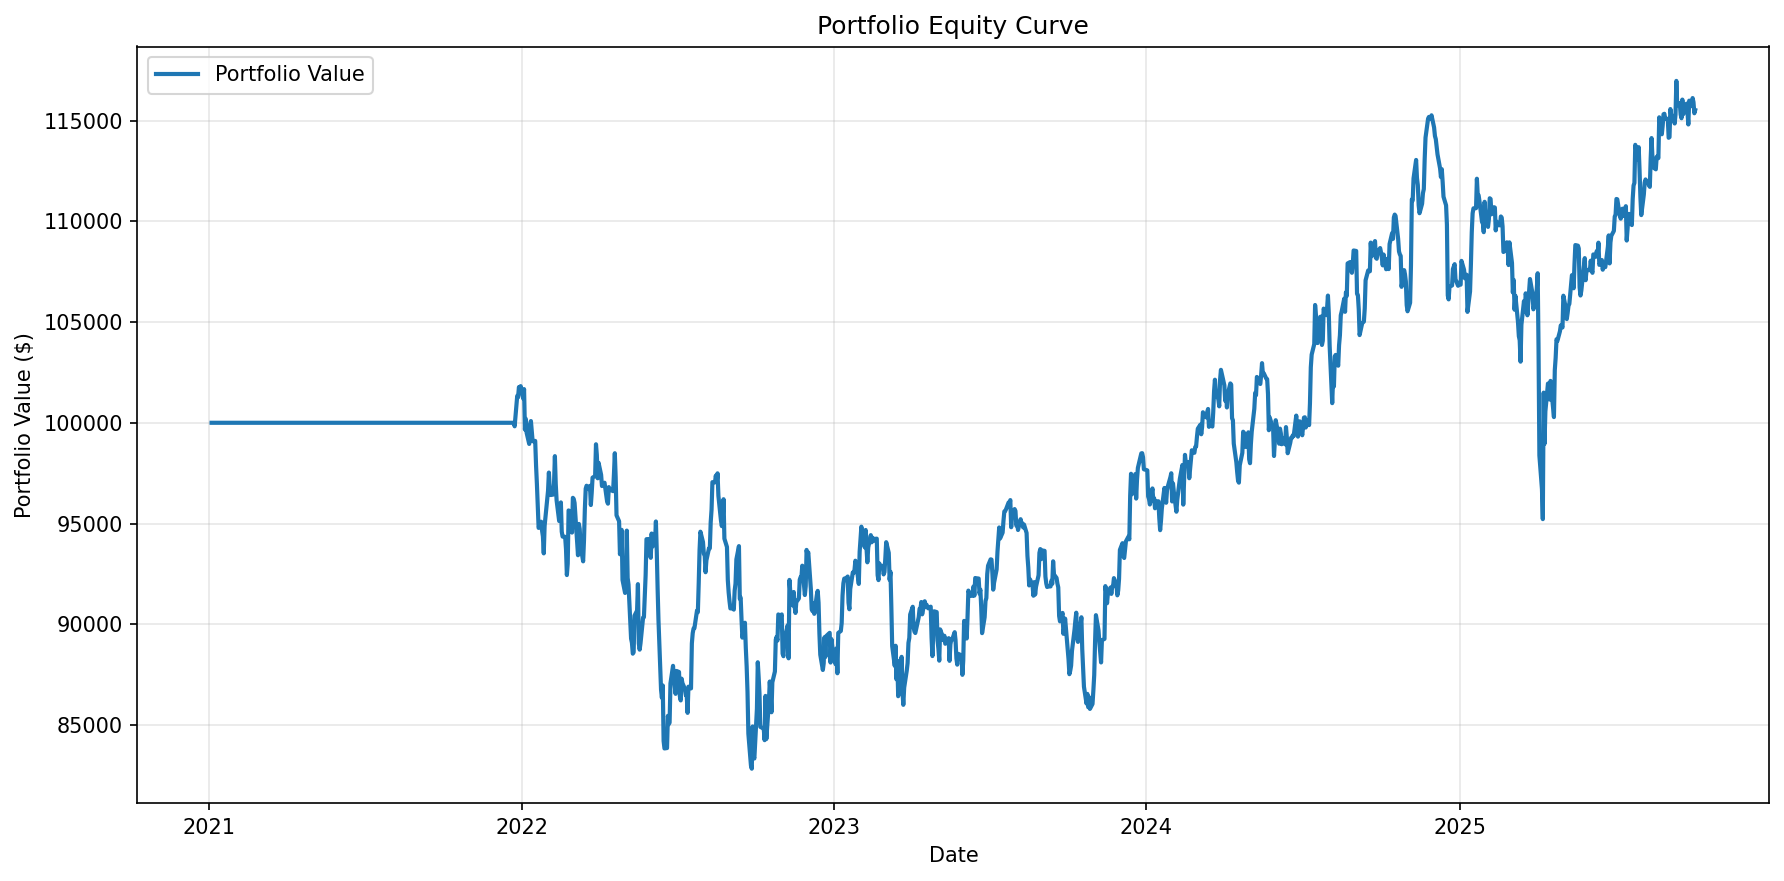 Portfolio Equity Curve
Portfolio Value
115000
110000
105000
100000
95000
90000
85000
Portfolio Value ($)
2021 2022 2023 2024 2025
Date